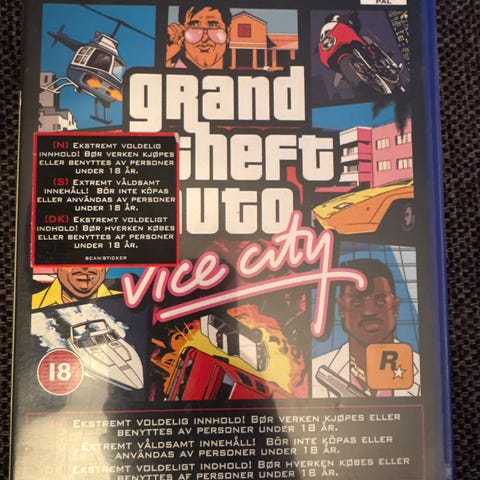 PAL
grand
theft
auto
vice city
(N) EKSTREMT VOLDELIG
INNHOLD! BØR VERKEN KJØPES
ELLER BENYTTES AV PERSONER
UNDER 18 ÅR.
(S) EXTREMT VÅLDSAMT
INNEHÅLL! BÖR INTE KÖPAS
ELLER ANVÄNDAS AV PERSONER
UNDER 18 ÅR.
(DK) EKSTREMT VOLDELIGT
INDHOLD! BØR HVERKEN KØBES
ELLER BENYTTES AF PERSONER
UNDER 18 ÅR.
SCANSTICKER
18
R
EKSTREMT VOLDELIG INNHOLD! BØR VERKEN KJØPES ELLER
BENYTTES AV PERSONER UNDER 18 ÅR.
EXTREMT VÅLDSAMT INNEHÅLL! BÖR INTE KÖPAS ELLER
ANVÄNDAS AV PERSONER UNDER 18 ÅR.
EKSTREMT VOLDELIGT INDHOLD! BØR HVERKEN KØBES ELLER
BENYTTES AF PERSONER UNDER 18 ÅR.